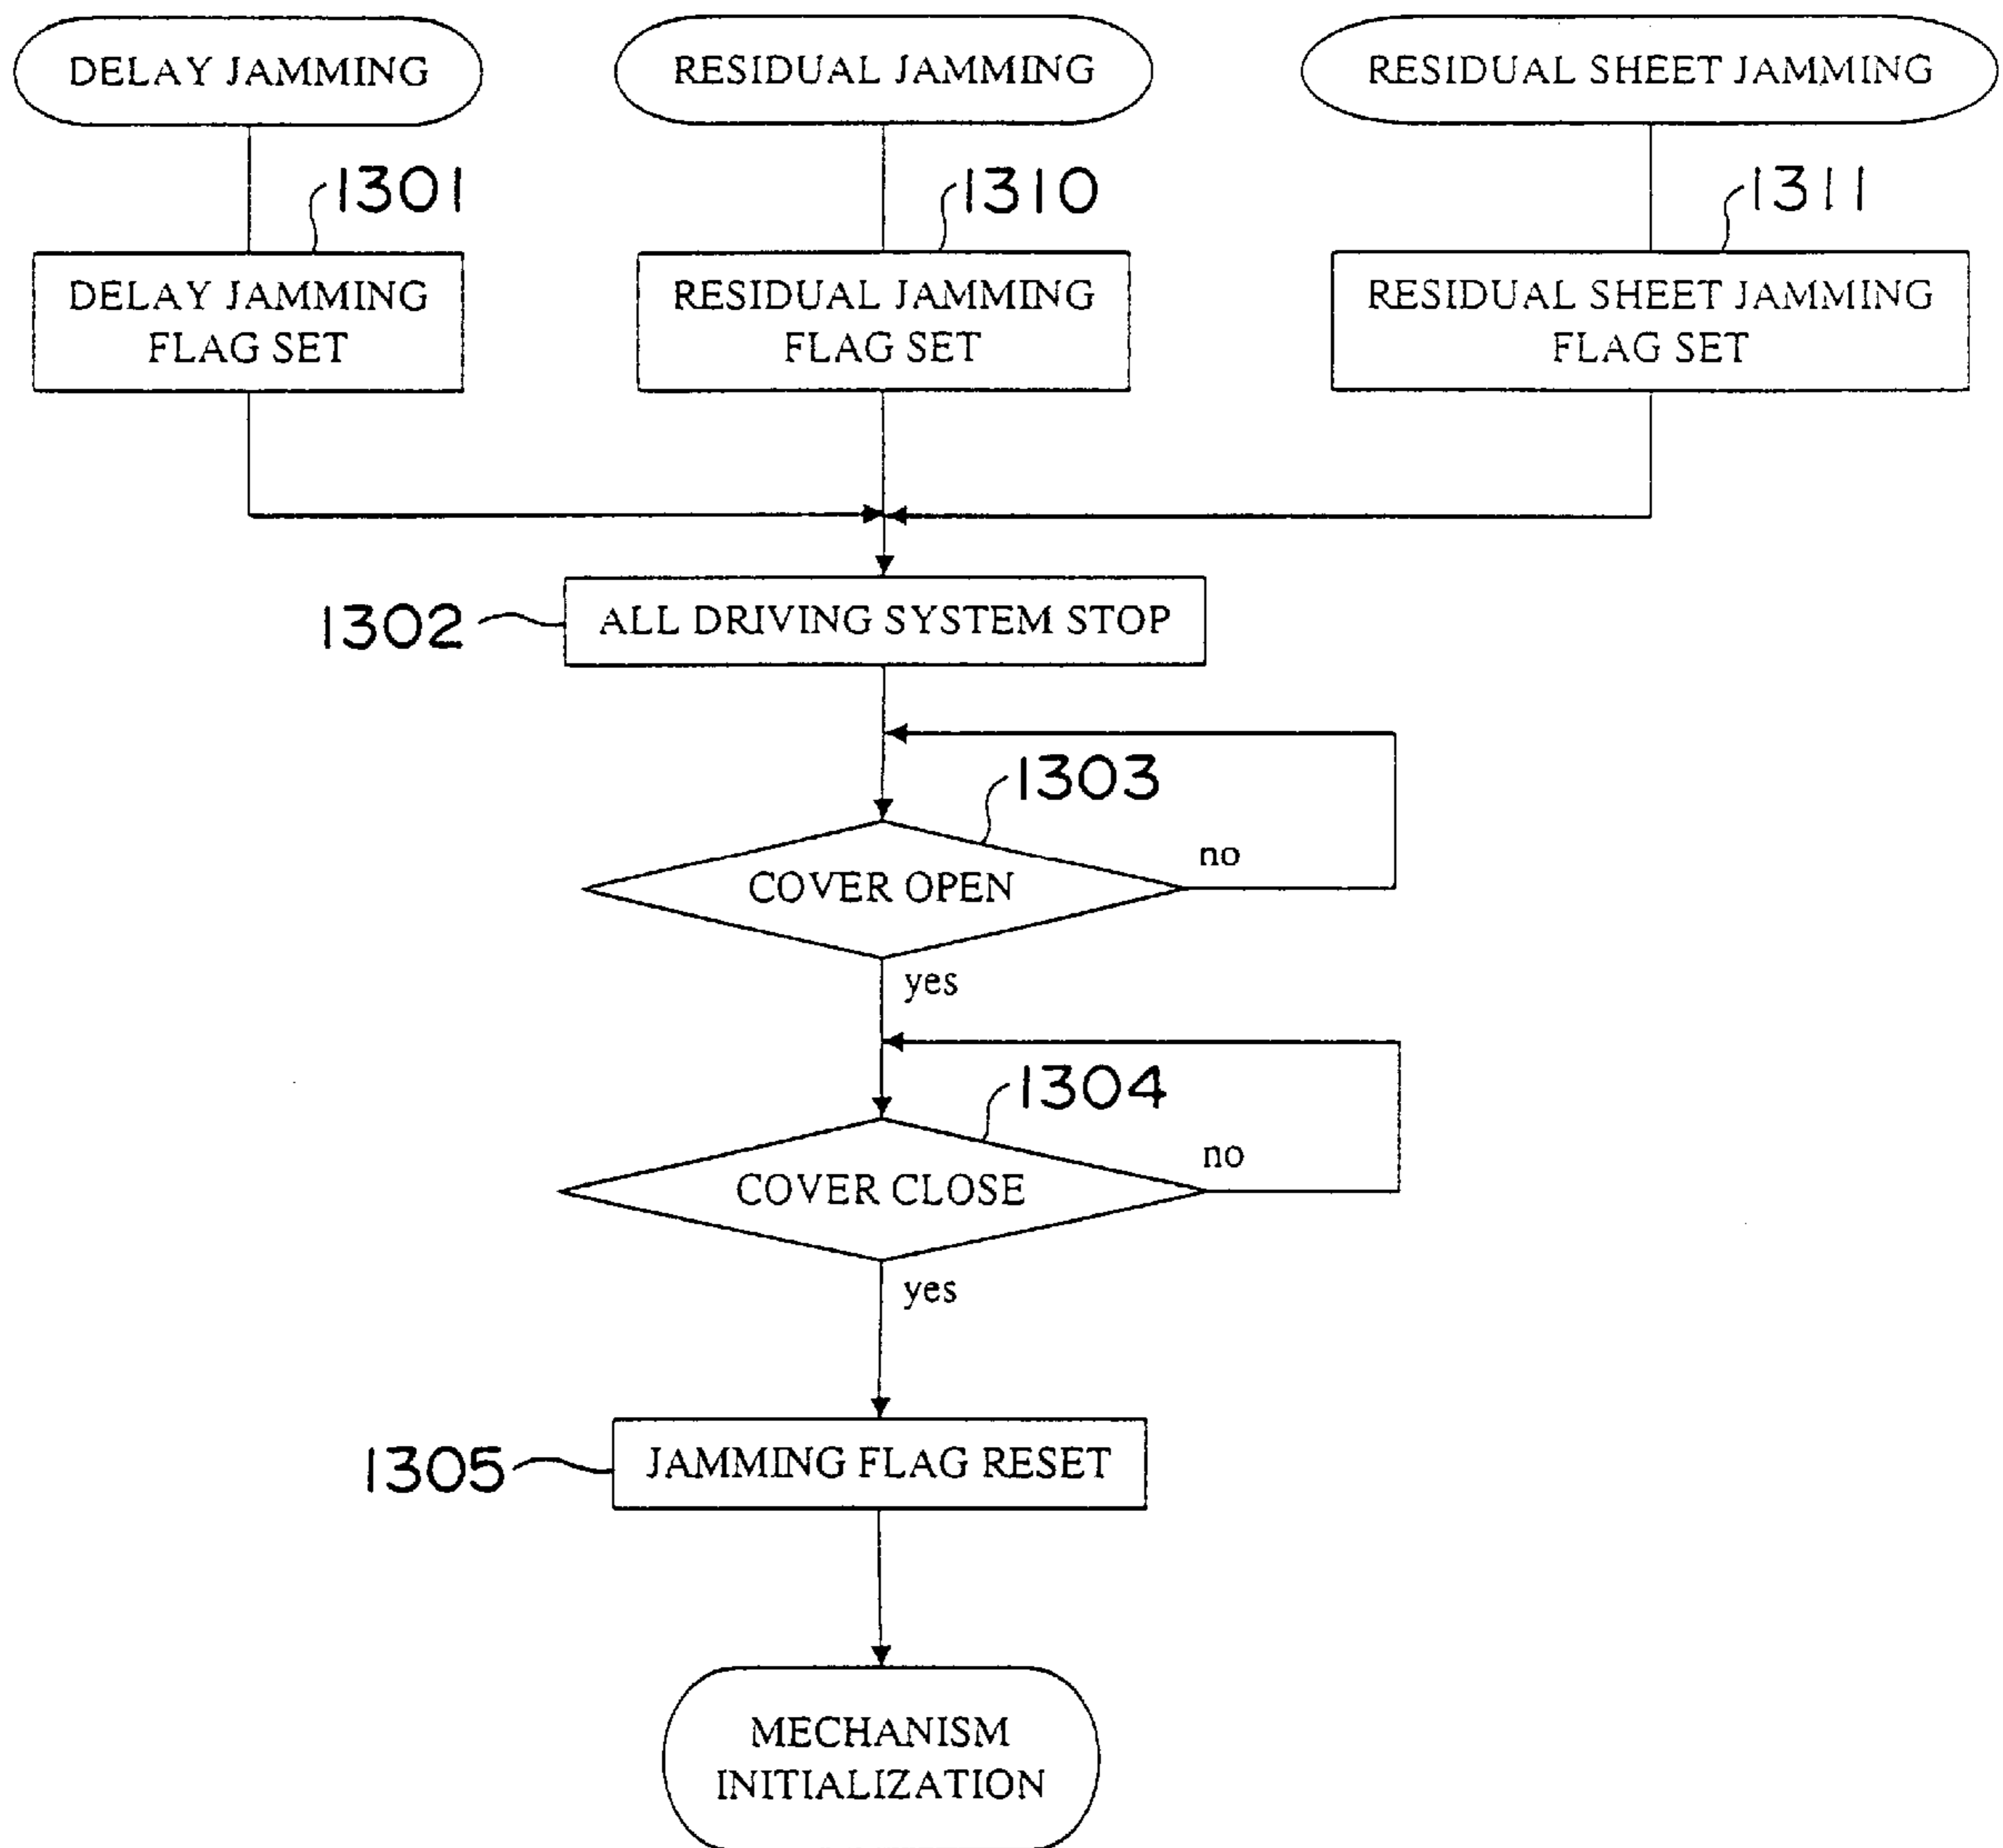 DELAY JAMMING
RESIDUAL JAMMING
RESIDUAL SHEET JAMMING
1301
1310
1311
DELAY JAMMING
FLAG SET
RESIDUAL JAMMING
FLAG SET
RESIDUAL SHEET JAMMING
FLAG SET
1302
ALL DRIVING SYSTEM STOP
1303
no
COVER OPEN
yes
1304
no
COVER CLOSE
yes
1305
JAMMING FLAG RESET
MECHANISM
INITIALIZATION